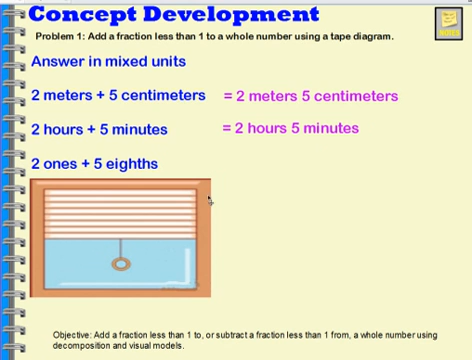 Concept Development
Problem 1: Add a fraction less than 1 to a whole number using a tape diagram.
Answer in mixed units
2 meters + 5 centimeters = 2 meters 5 centimeters
2 hours + 5 minutes = 2 hours 5 minutes
2 ones + 5 eighths
Objective: Add a fraction less than 1 to, or subtract a fraction less than 1 from, a whole number using
decomposition and visual models.